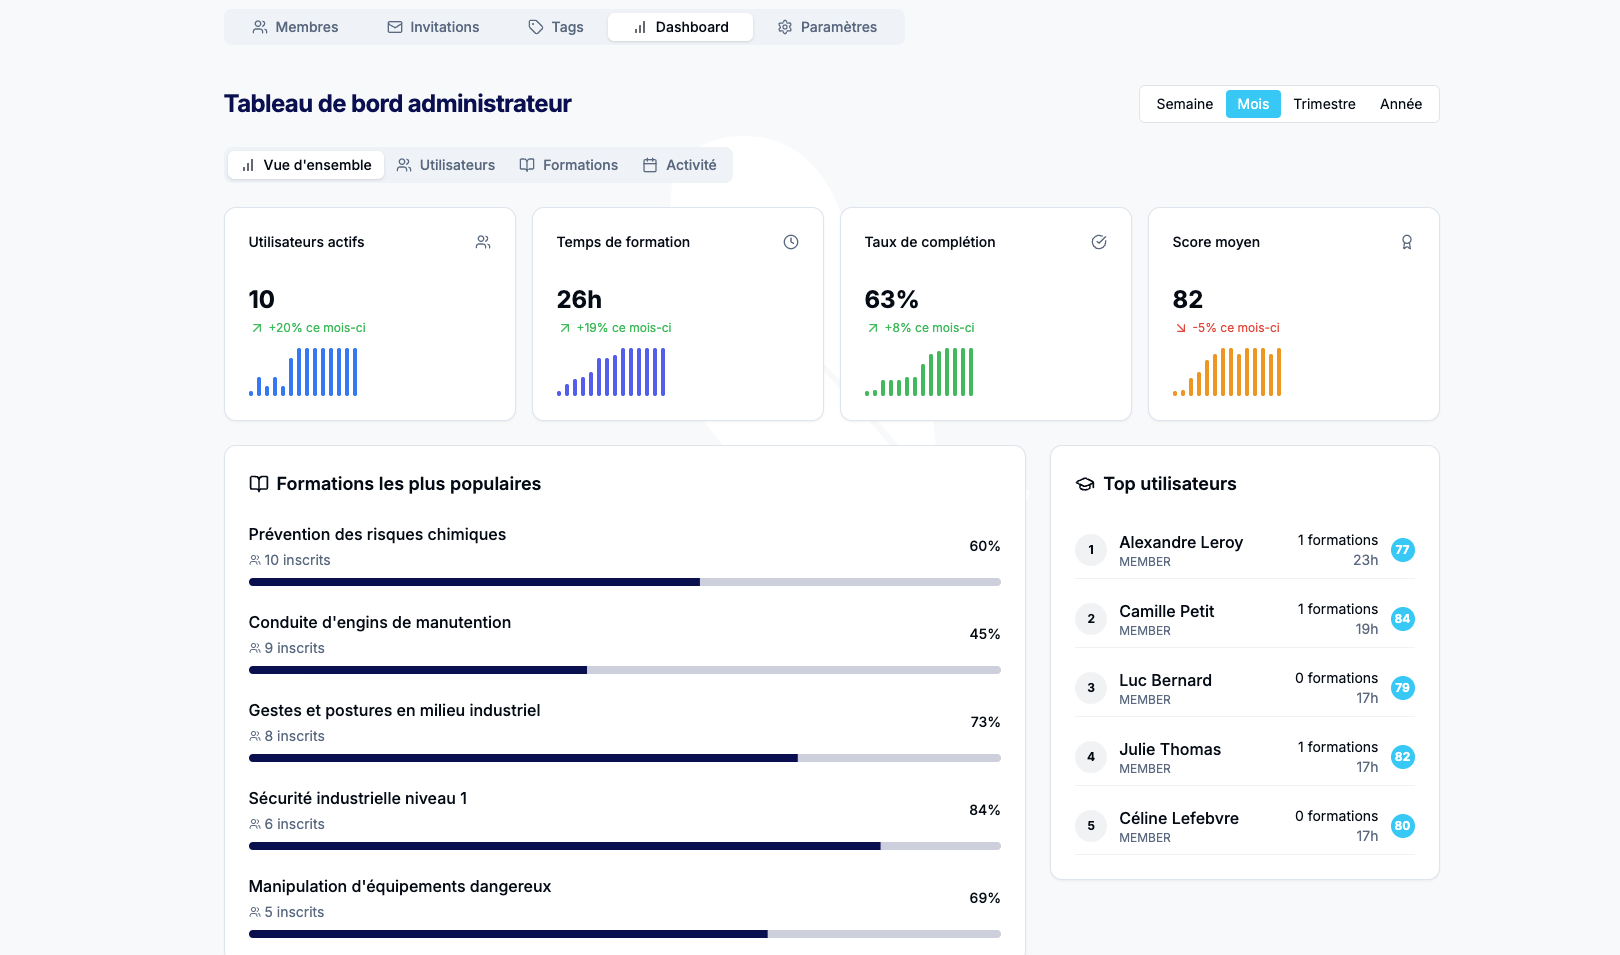 Membres
Invitations
Tags
Dashboard
Paramètres
Tableau de bord administrateur
Semaine
Mois
Trimestre
Année
Vue d'ensemble
Utilisateurs
Formations
Activité
Utilisateurs actifs
10
+20% ce mois-ci
Temps de formation
26h
+19% ce mois-ci
Taux de complétion
63%
+8% ce mois-ci
Score moyen
82
-5% ce mois-ci
Formations les plus populaires
Prévention des risques chimiques
10 inscrits
60%
Conduite d'engins de manutention
9 inscrits
45%
Gestes et postures en milieu industriel
8 inscrits
73%
Sécurité industrielle niveau 1
6 inscrits
84%
Manipulation d'équipements dangereux
5 inscrits
69%
Top utilisateurs
1
Alexandre Leroy
MEMBER
1 formations
23h
77
2
Camille Petit
MEMBER
1 formations
19h
84
3
Luc Bernard
MEMBER
0 formations
17h
79
4
Julie Thomas
MEMBER
1 formations
17h
82
5
Céline Lefebvre
MEMBER
0 formations
17h
80